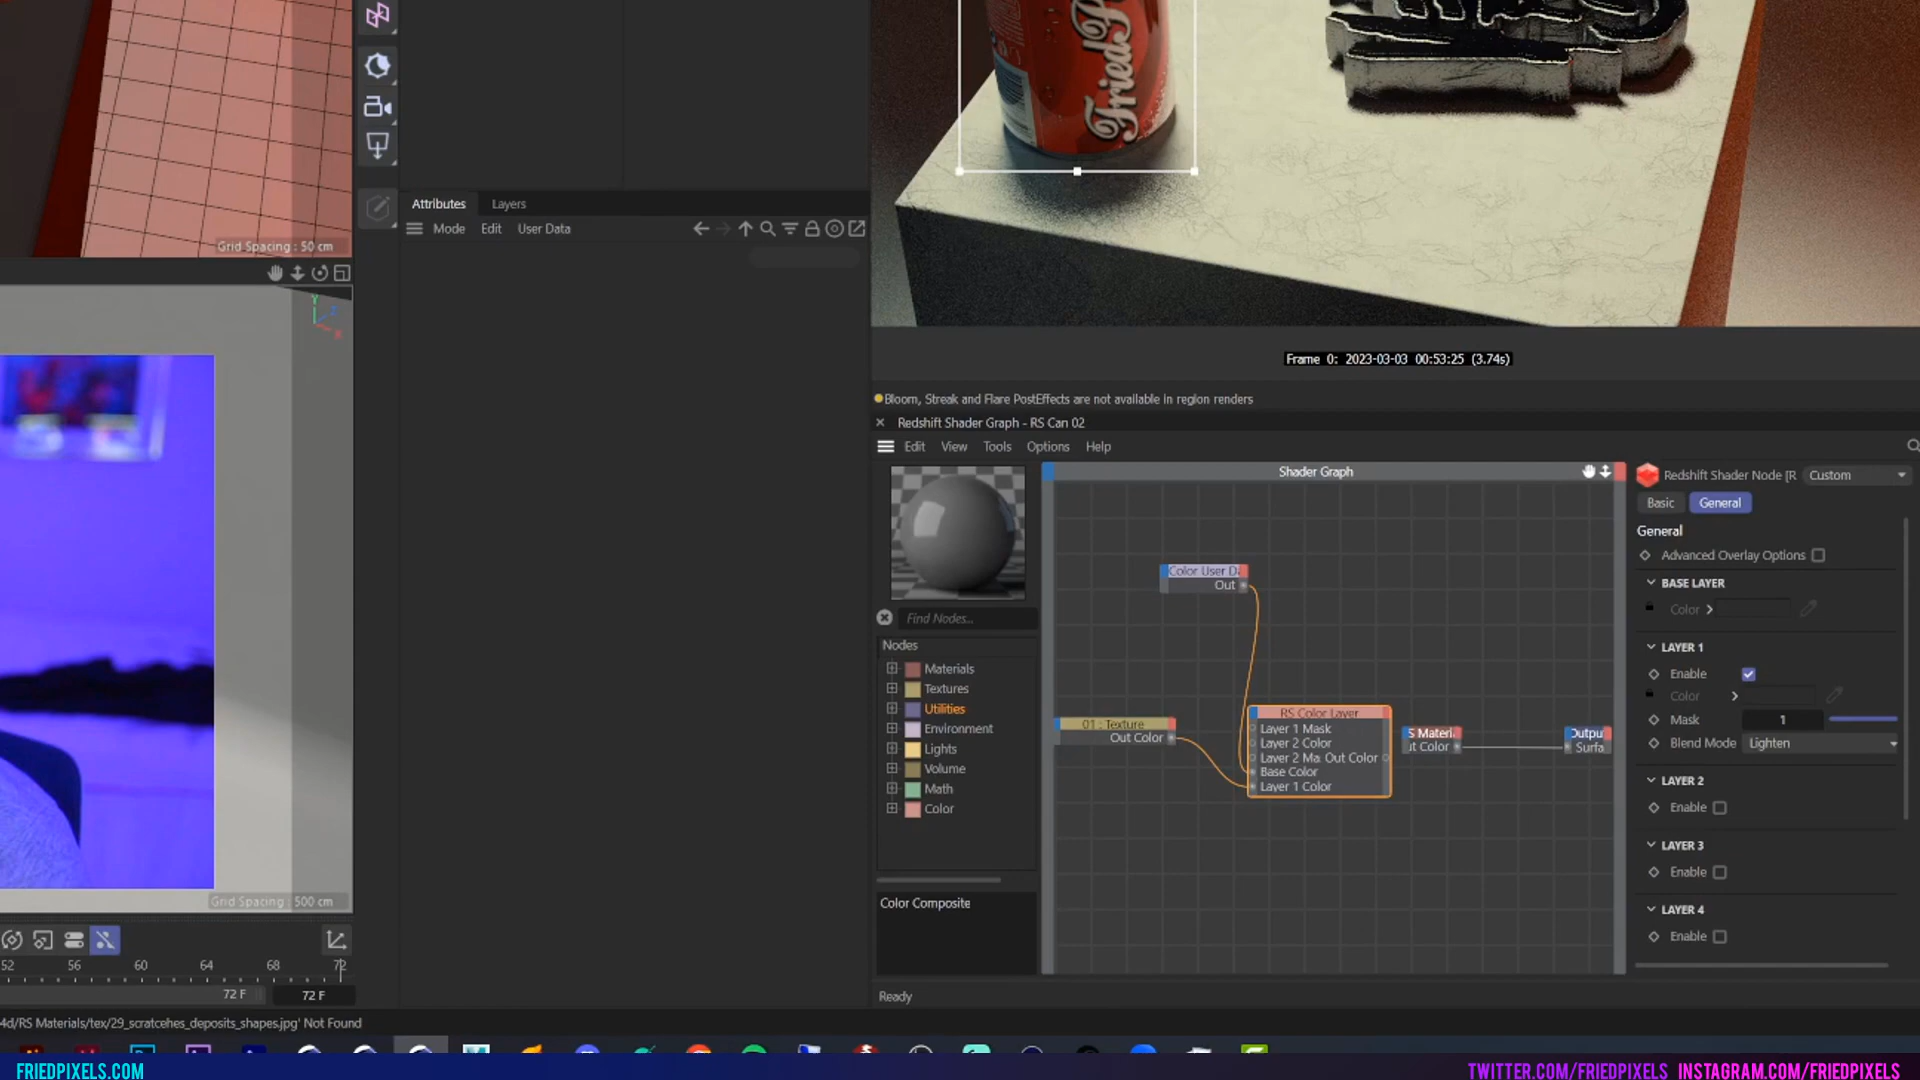 Grid Spacing : 50 cm
Attributes
Layers
Mode
Edit
User Data
Y
Z
X
Grid Spacing : 500 cm
52
56
60
64
68
72
72 F
72 F
4d/RS Materials/tex/29_scratcehes_deposits_shapes.jpg' Not Found
Frame 0: 2023-03-03 00:53:25 (3.74s)
Bloom, Streak and Flare PostEffects are not available in region renders
Redshift Shader Graph - RS Can 02
Edit
View
Tools
Options
Help
Find Nodes...
Nodes
Materials
Textures
Utilities
Environment
Lights
Volume
Math
Color
Color Composite
Ready
Shader Graph
Color User D
Out
01 : Texture
Out Color
RS Color Layer
Layer 1 Mask
Layer 2 Color
Layer 2 Ma Out Color
Base Color
Layer 1 Color
S Materi
ut Color
Outpu
Surfa
Redshift Shader Node [R
Custom
Basic
General
General
Advanced Overlay Options
BASE LAYER
Color
LAYER 1
Enable
Color
Mask
1
Blend Mode
Lighten
LAYER 2
Enable
LAYER 3
Enable
LAYER 4
Enable
FRIEDPIXELS.COM
TWITTER.COM/FRIEDPIXELS
INSTAGRAM.COM/FRIEDPIXELS